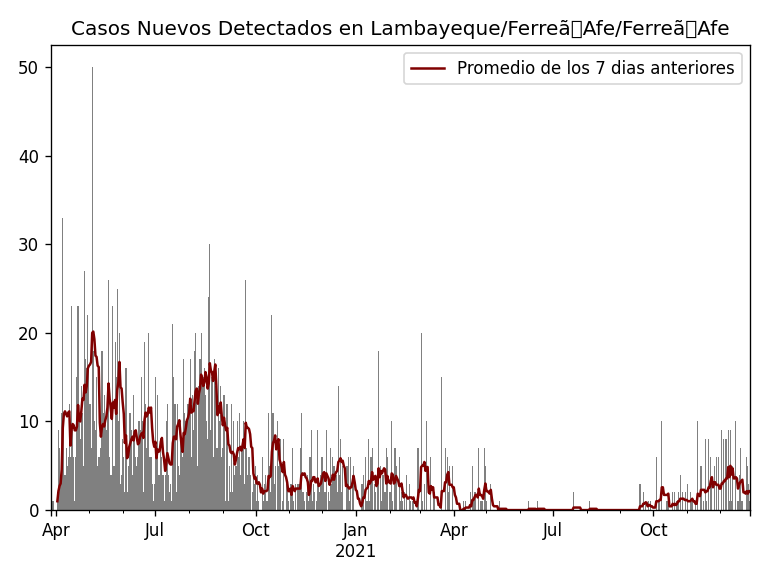 Casos Nuevos Detectados en Lambayeque/Ferreã▯Afe/Ferreã▯Afe
Promedio de los 7 dias anteriores
50
40
30
20
10
0
Apr Jul Oct Jan Apr Jul Oct
2021